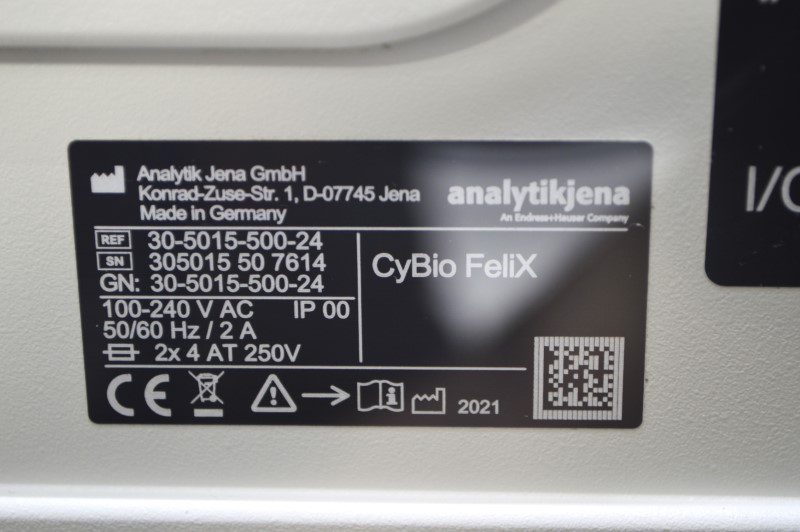 Analytik Jena GmbH
Konrad-Zuse-Str. 1, D-07745 Jena
Made in Germany
analytikjena
An Endress+Hauser Company
REF 30-5015-500-24
SN 305015 50 7614
GN: 30-5015-500-24
100-240 V AC IP 00
50/60 Hz / 2 A
2x 4 AT 250V
CyBio FeliX
CE
2021